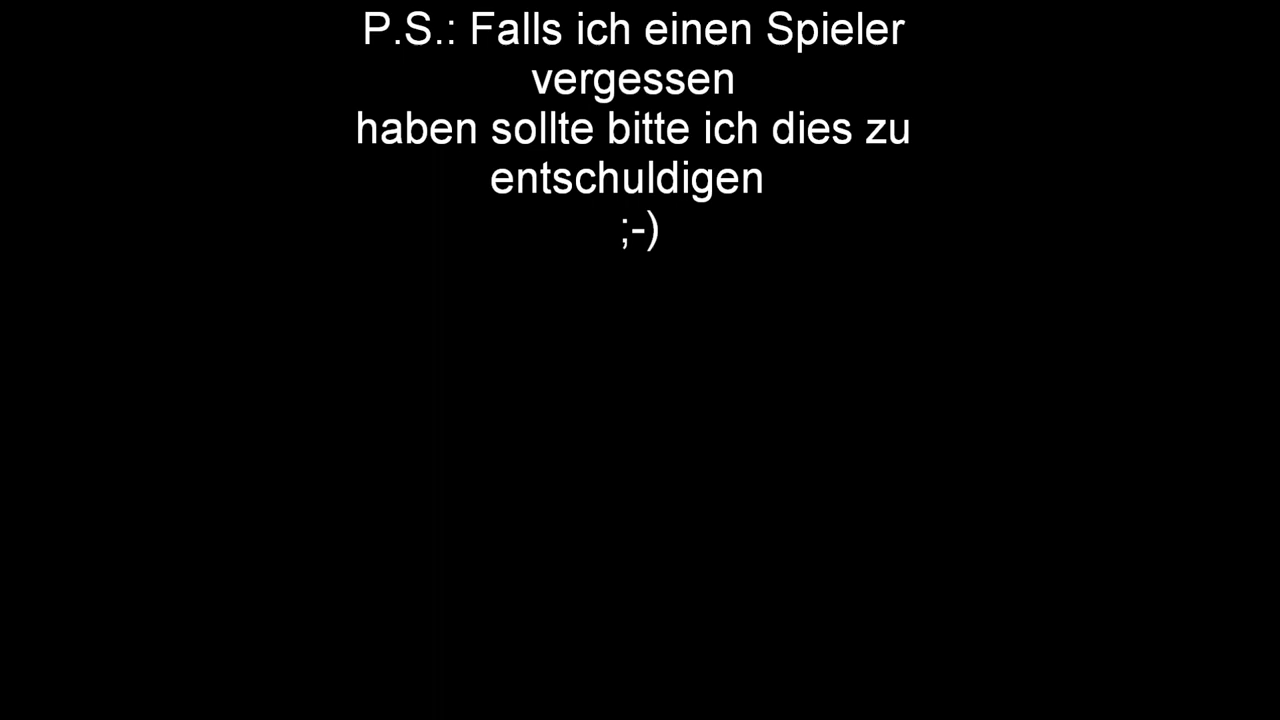 P.S.: Falls ich einen Spieler
vergessen
haben sollte bitte ich dies zu
entschuldigen
;-)